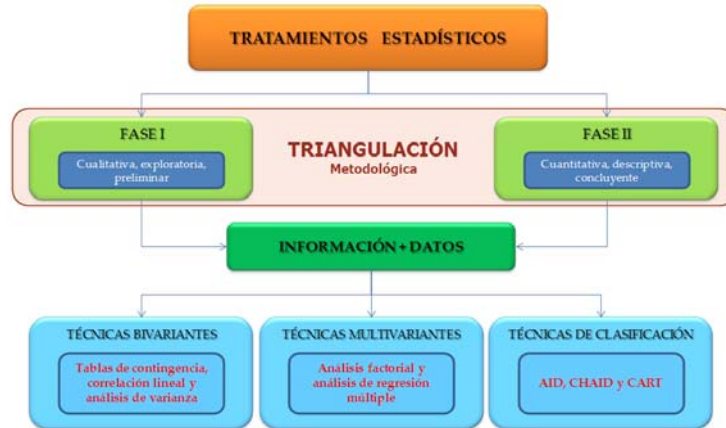 TRATAMIENTOS ESTADÍSTICOS
FASE I
Cualitativa, exploratoria,
preliminar
TRIANGULACIÓN
Metodológica
FASE II
Cuantitativa, descriptiva,
concluyente
INFORMACIÓN + DATOS
TÉCNICAS BIVARIANTES
Tablas de contingencia,
correlación lineal y
análisis de varianza
TÉCNICAS MULTIVARIANTES
Análisis factorial y
análisis de regresión
múltiple
TÉCNICAS DE CLASIFICACIÓN
AID, CHAID y CART